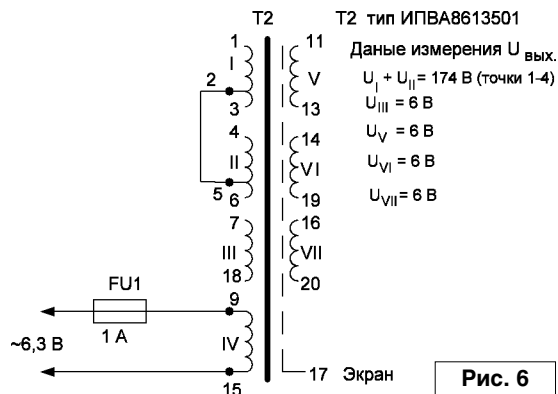 T2
T2 тип ИПВА8613501
Даные измерения U вых.
U I + U II = 174 В (точки 1-4)
U III = 6 В
U V = 6 В
U VI = 6 В
U VII = 6 В
1
I
2
3
4
II
5
6
7
III
18
9
IV
15
11
V
13
14
VI
19
16
VII
20
17 Экран
FU1
1 А
~6,3 В
Рис. 6